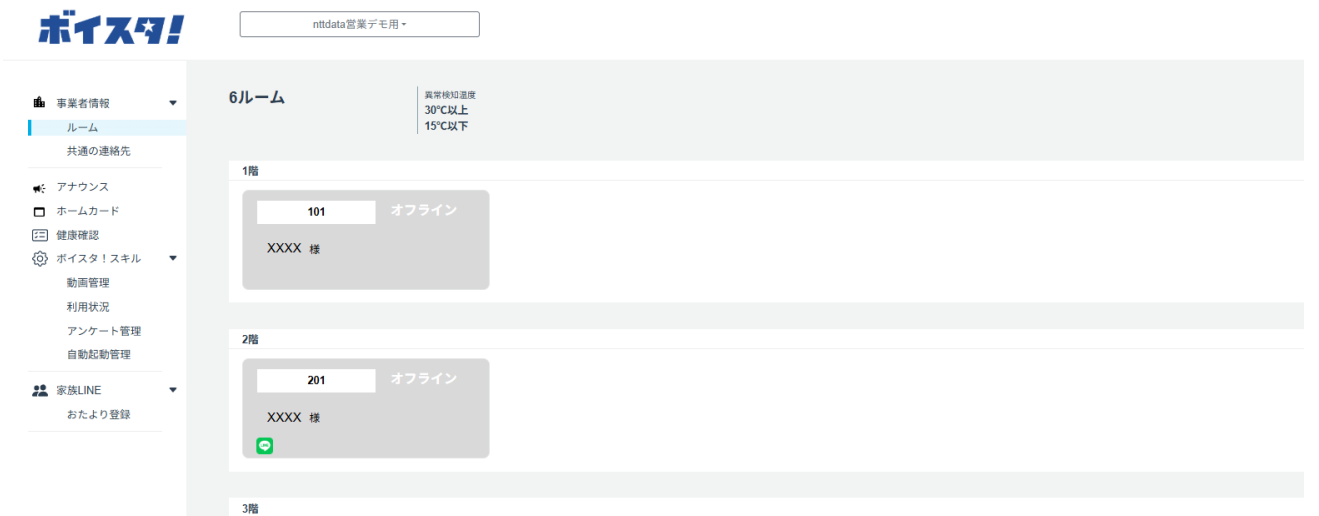 ボイスタ!
nttdata営業デモ用
事業者情報
ルーム
共通の連絡先
アナウンス
ホームカード
健康確認
ボイスタ！スキル
動画管理
利用状況
アンケート管理
自動起動管理
家族LINE
おたより登録
6ルーム
異常検知温度
30℃以上
15℃以下
1階
101 オフライン
XXXX 様
2階
201 オフライン
XXXX 様
LINE
3階